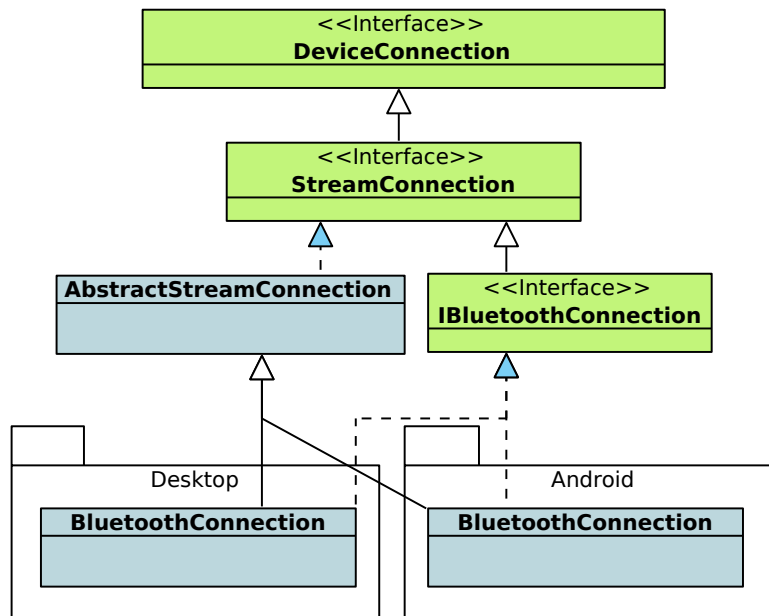 <<Interface>>
DeviceConnection
<<Interface>>
StreamConnection
AbstractStreamConnection
<<Interface>>
IBluetoothConnection
Desktop
BluetoothConnection
Android
BluetoothConnection